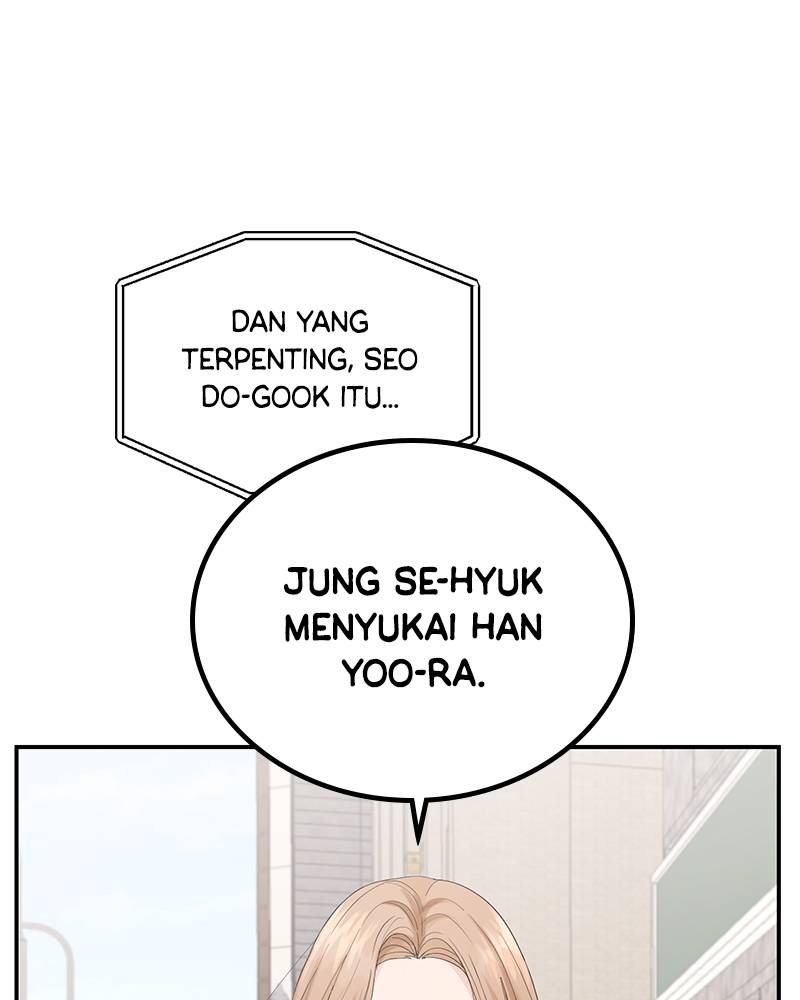 DAN YANG
TERPENTING, SEO
DO-GOOK ITU...
JUNG SE-HYUK
MENYUKAI HAN
YOO-RA.